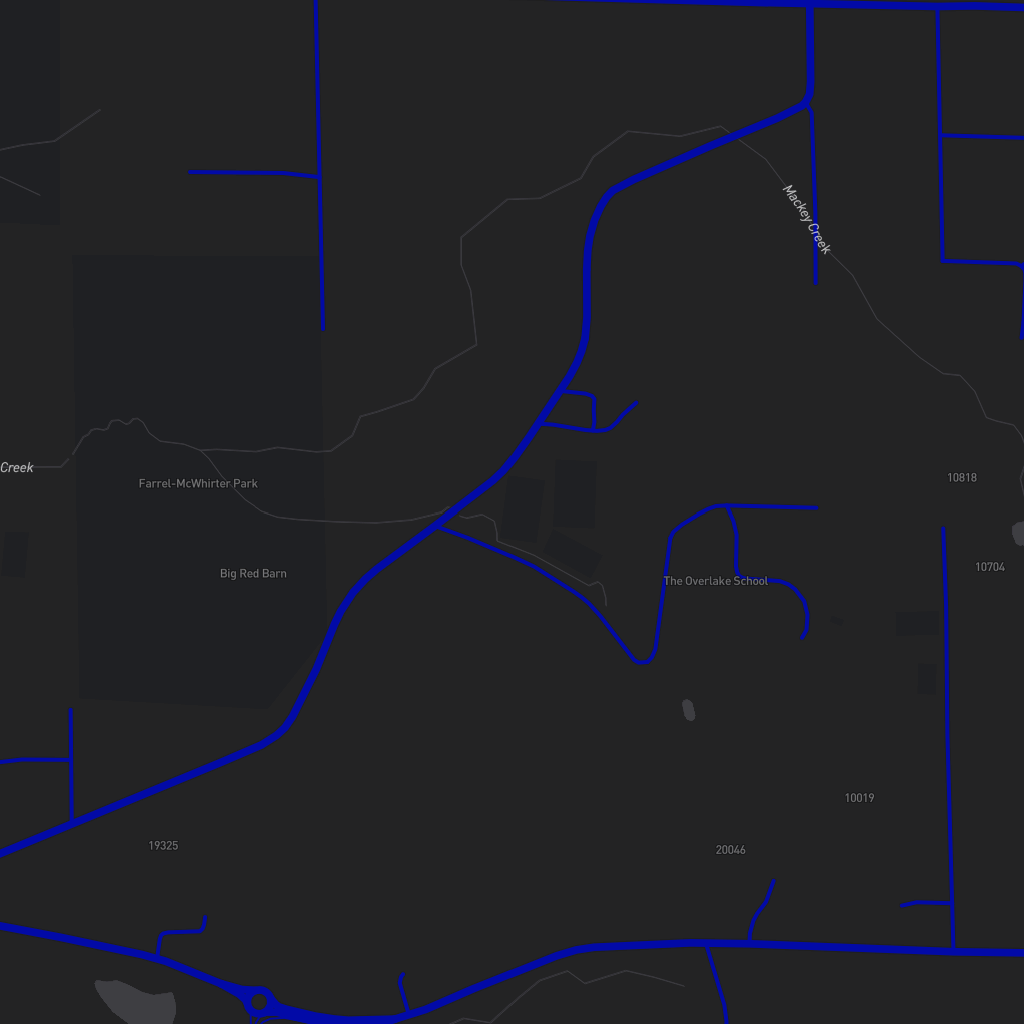 Mackey Creek
Creek
10818
Farrel-McWhirter Park
10704
Big Red Barn
The Overlake School
10019
19325
20046